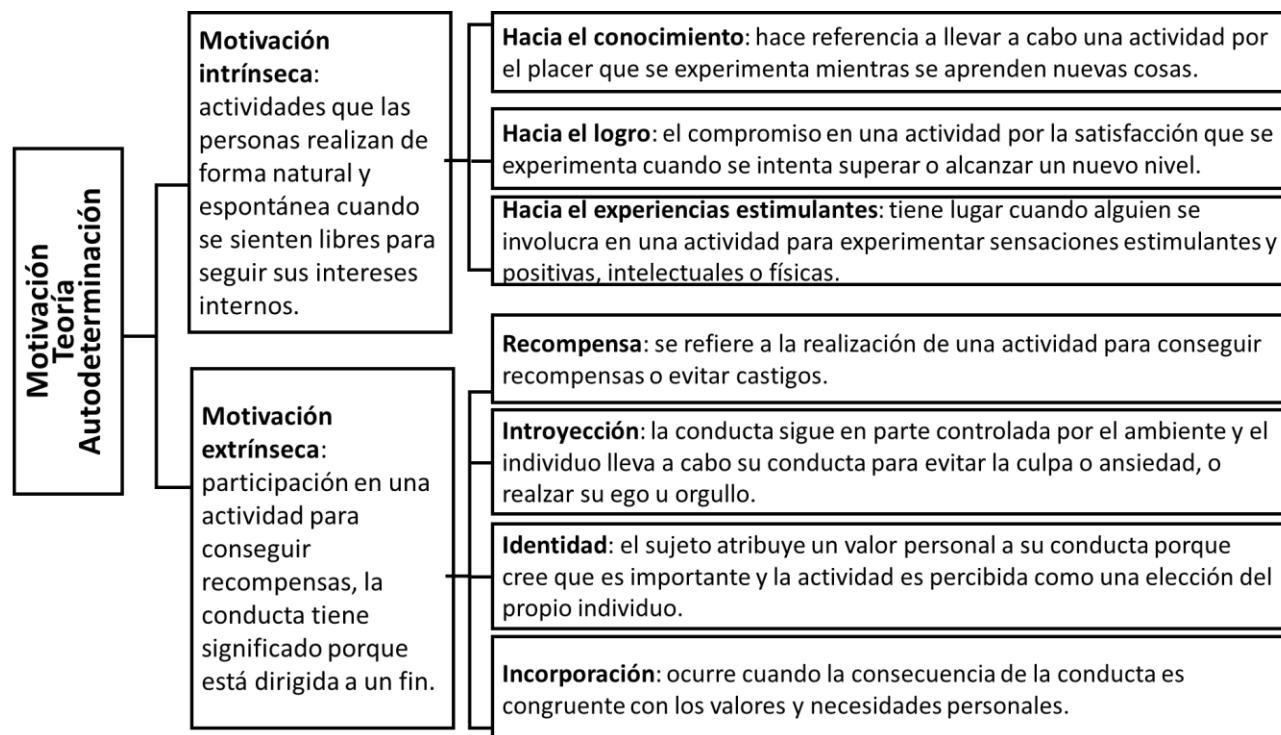 Motivación
Teoría
Autodeterminación
Motivación
intrínseca:
actividades que las
personas realizan de
forma natural y
espontánea cuando
se sienten libres para
seguir sus intereses
internos.
Hacia el conocimiento: hace referencia a llevar a cabo una actividad por
el placer que se experimenta mientras se aprenden nuevas cosas.
Hacia el logro: el compromiso en una actividad por la satisfacción que se
experimenta cuando se intenta superar o alcanzar un nuevo nivel.
Hacia el experiencias estimulantes: tiene lugar cuando alguien se
involucra en una actividad para experimentar sensaciones estimulantes y
positivas, intelectuales o físicas.
Motivación
extrínseca:
participación en una
actividad para
conseguir
recompensas, la
conducta tiene
significado porque
está dirigida a un fin.
Recompensa: se refiere a la realización de una actividad para conseguir
recompensas o evitar castigos.
Introyección: la conducta sigue en parte controlada por el ambiente y el
individuo lleva a cabo su conducta para evitar la culpa o ansiedad, o
realzar su ego u orgullo.
Identidad: el sujeto atribuye un valor personal a su conducta porque
cree que es importante y la actividad es percibida como una elección del
propio individuo.
Incorporación: ocurre cuando la consecuencia de la conducta es
congruente con los valores y necesidades personales.